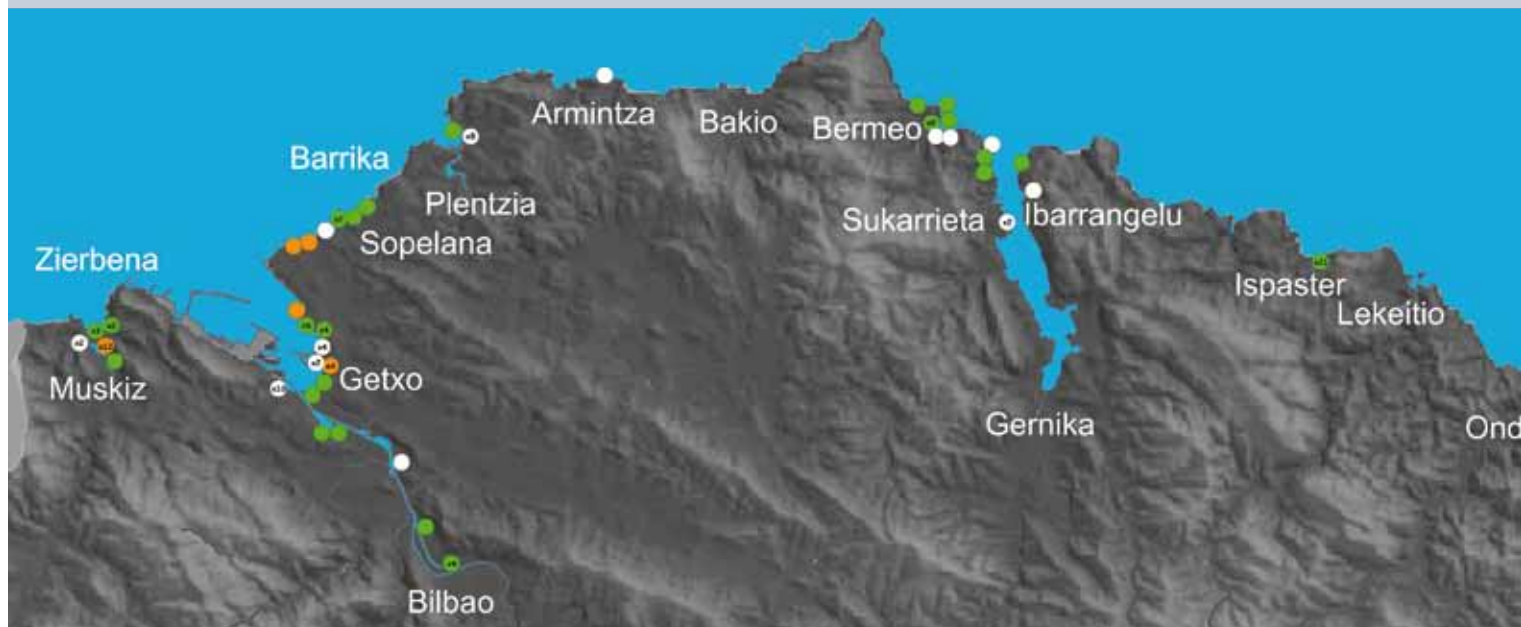 Armintza
Bakio
Bermeo
Barrika
Plentzia
Sukarrieta
Ibarrangelu
Sopelana
Zierbena
Ispaster
Lekeitio
Getxo
Muskiz
Gernika
Ond
Bilbao